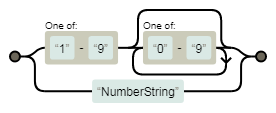 One of: One of:
“1” - “9” “0” - “9”
“NumberString”